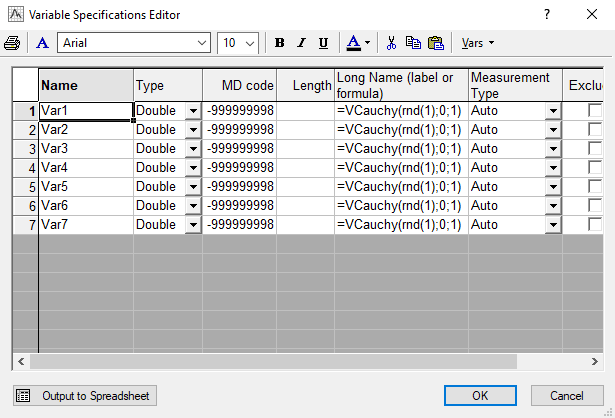 Variable Specifications Editor
? 
Arial 10 B I U A Vars
Name Type MD code Length Long Name (label or formula) Measurement Type Exclu
1 Var1 Double -999999998 =VCauchy(rnd(1);0;1) Auto
2 Var2 Double -999999998 =VCauchy(rnd(1);0;1) Auto
3 Var3 Double -999999998 =VCauchy(rnd(1);0;1) Auto
4 Var4 Double -999999998 =VCauchy(rnd(1);0;1) Auto
5 Var5 Double -999999998 =VCauchy(rnd(1);0;1) Auto
6 Var6 Double -999999998 =VCauchy(rnd(1);0;1) Auto
7 Var7 Double -999999998 =VCauchy(rnd(1);0;1) Auto
Output to Spreadsheet OK Cancel